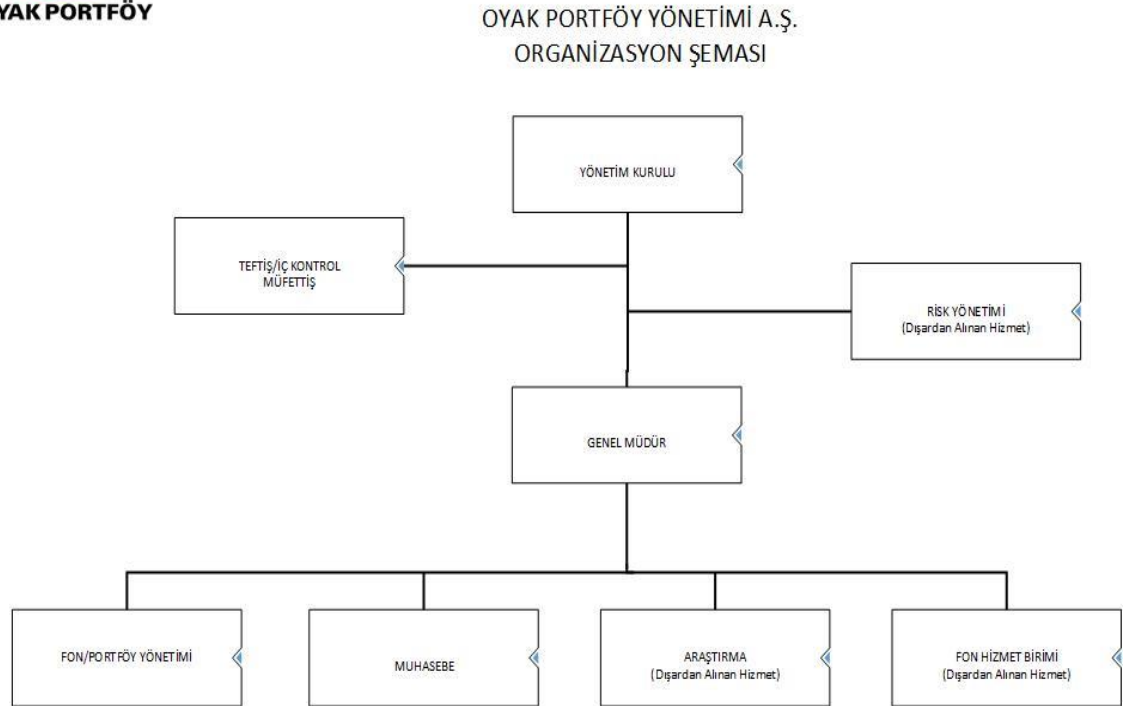 YAK PORTFÖY
OYAK PORTFÖY YÖNETİMİ A.Ş.
ORGANİZASYON ŞEMASI
YÖNETİM KURULU
TEFTİŞ/İÇ KONTROL
MÜFETTİŞ
RİSK YÖNETİMİ
(Dışardan Alınan Hizmet)
GENEL MÜDÜR
FON/PORTFÖY YÖNETİMİ
MUHASEBE
ARAŞTIRMA
(Dışardan Alınan Hizmet)
FON HİZMET BİRİMİ
(Dışardan Alınan Hizmet)